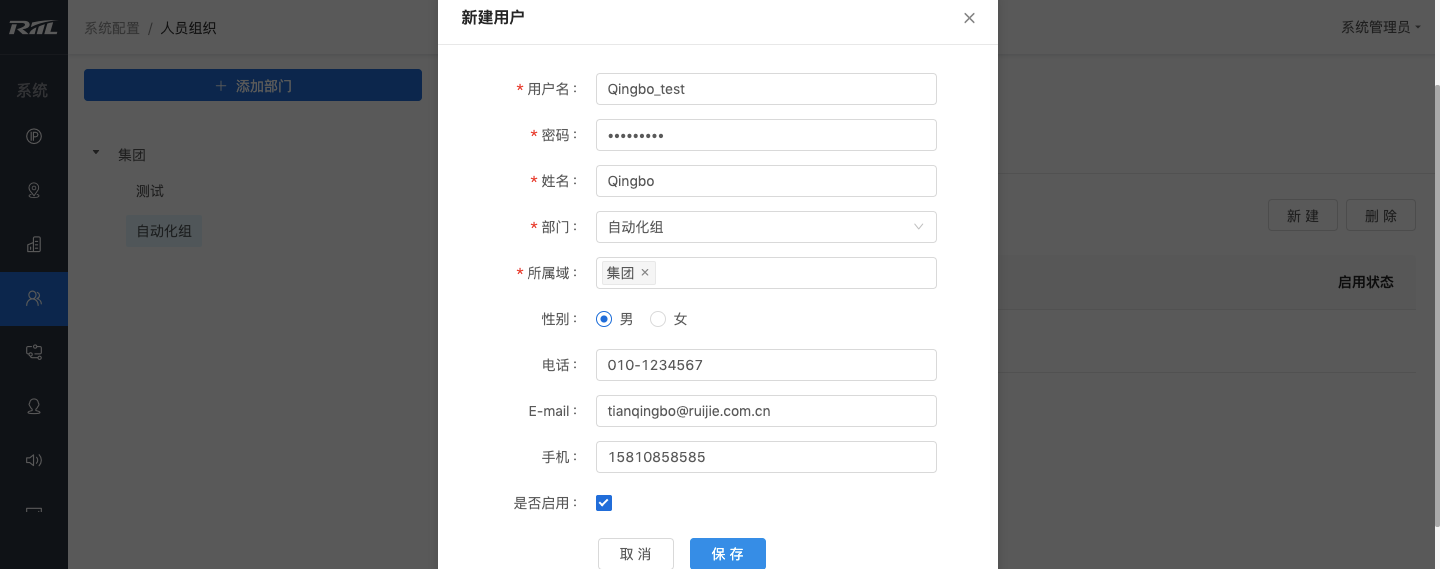 RIIL
系统配置 / 人员组织
系统管理员
系统
+ 添加部门
集团
测试
自动化组
新建
删除
启用状态
新建用户
* 用户名：
Qingbo_test
* 密码：
•••••••••
* 姓名：
Qingbo
* 部门：
自动化组
* 所属域：
集团 ×
性别：
男
女
电话：
010-1234567
E-mail：
tianqingbo@ruijie.com.cn
手机：
15810858585
是否启用：
取消
保存